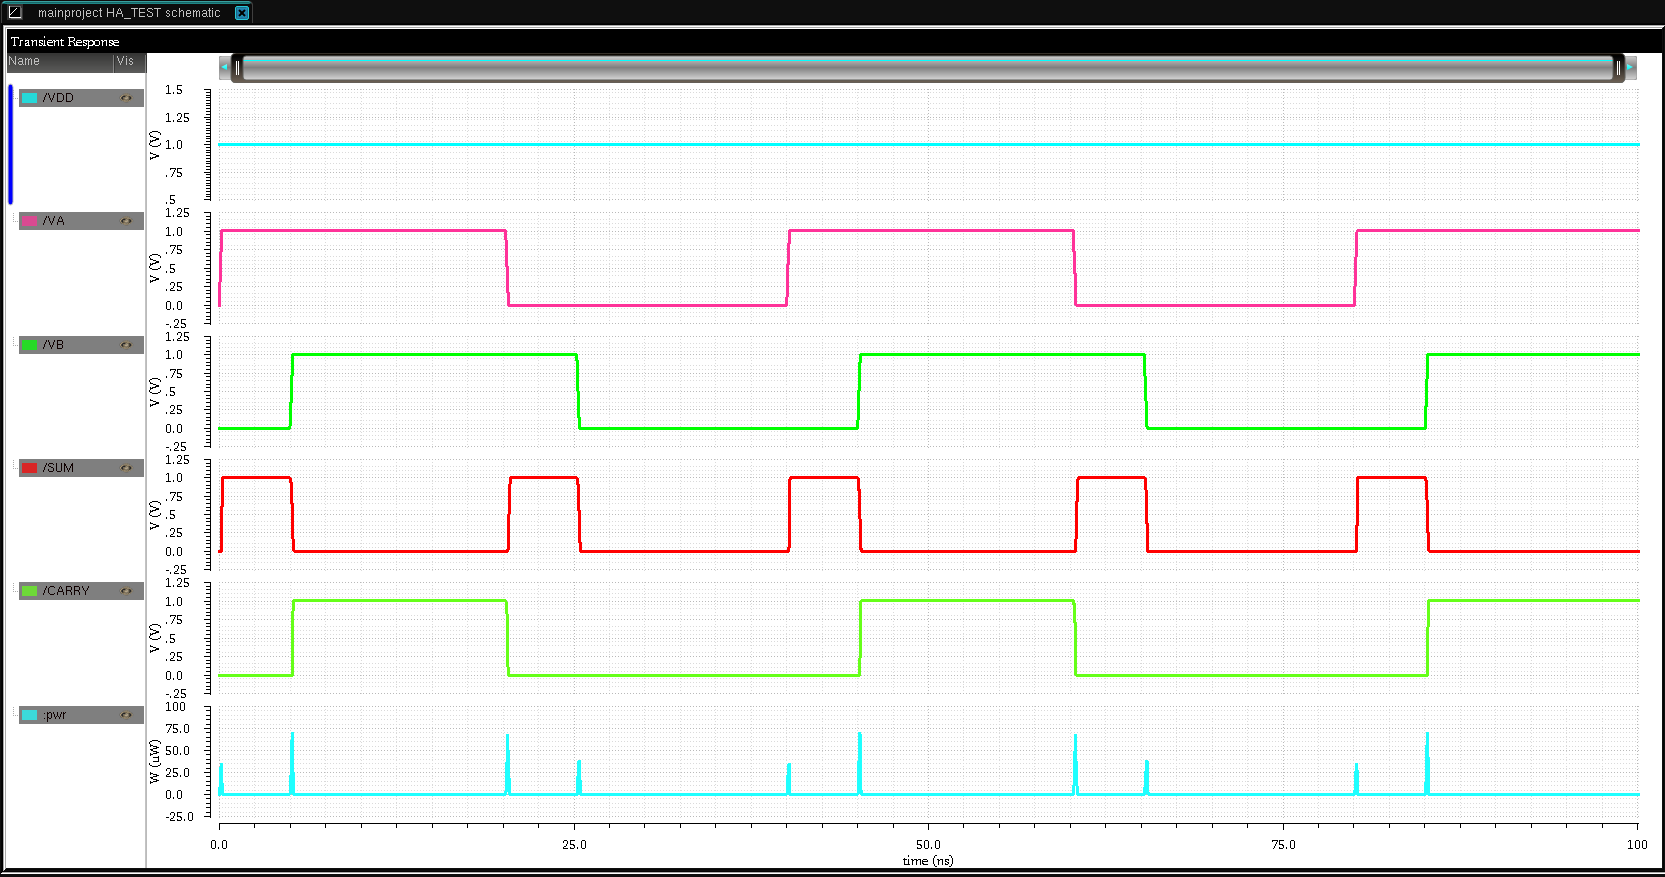 mainproject HA_TEST schematic
Transient Response
Name Vis
/VDD
1.5
1.25
1.0
.75
.5
V (V)
/VA
1.25
1.0
.75
.5
.25
0.0
-.25
V (V)
/VB
1.25
1.0
.75
.5
.25
0.0
-.25
V (V)
/SUM
1.25
1.0
.75
.5
.25
0.0
-.25
V (V)
/CARRY
1.25
1.0
.75
.5
.25
0.0
-.25
V (V)
:pwr
100
75.0
50.0
25.0
0.0
-25.0
W (uW)
0.0 25.0 50.0 75.0 100
time (ns)